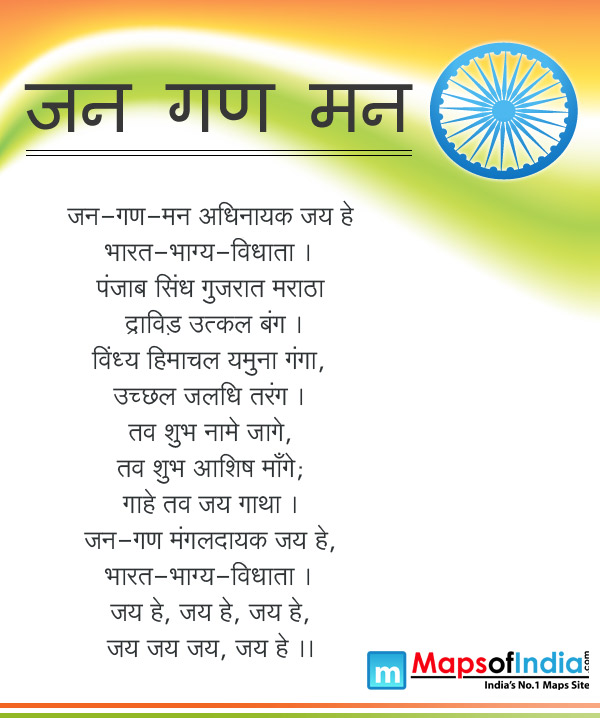 जन गण मन
जन-गण-मन अधिनायक जय हे
भारत-भाग्य-विधाता ।
पंजाब सिंध गुजरात मराठा
द्राविड़ उत्कल बंग ।
विंध्य हिमाचल यमुना गंगा,
उच्छल जलधि तरंग ।
तव शुभ नामे जागे,
तव शुभ आशिष माँगे;
गाहे तव जय गाथा ।
जन-गण मंगलदायक जय हे,
भारत-भाग्य-विधाता ।
जय हे, जय हे, जय हे,
जय जय जय, जय हे ।।
m MapsofIndia.com
India's No.1 Maps Site